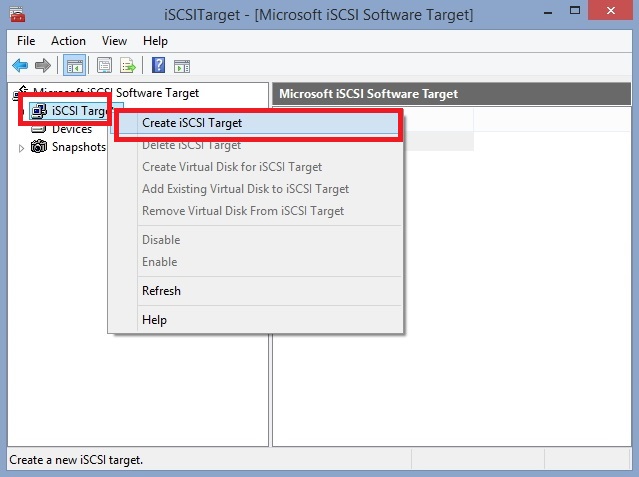 iSCSITarget - [Microsoft iSCSI Software Target]
File Action View Help
Microsoft iSCSI Software Target
iSCSI Targe
Devices
Snapshots
Microsoft iSCSI Software Target
Create iSCSI Target
Delete iSCSI Target
Create Virtual Disk for iSCSI Target
Add Existing Virtual Disk to iSCSI Target
Remove Virtual Disk From iSCSI Target
Disable
Enable
Refresh
Help
Create a new iSCSI target.